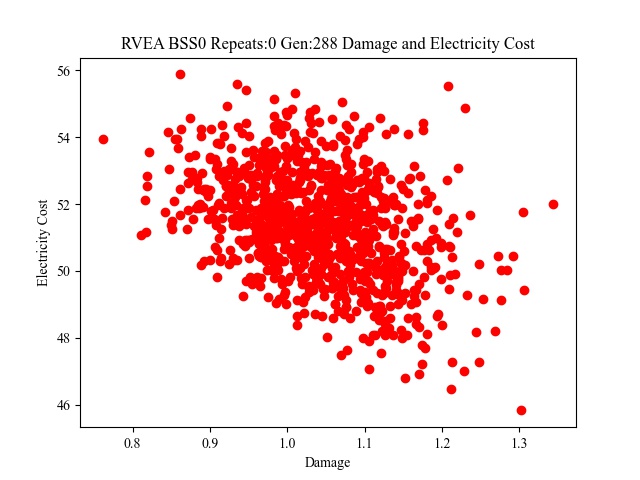 RVEA BSS0 Repeats:0 Gen:288 Damage and Electricity Cost
56
54
52
50
48
46
Electricity Cost
0.8 0.9 1.0 1.1 1.2 1.3
Damage